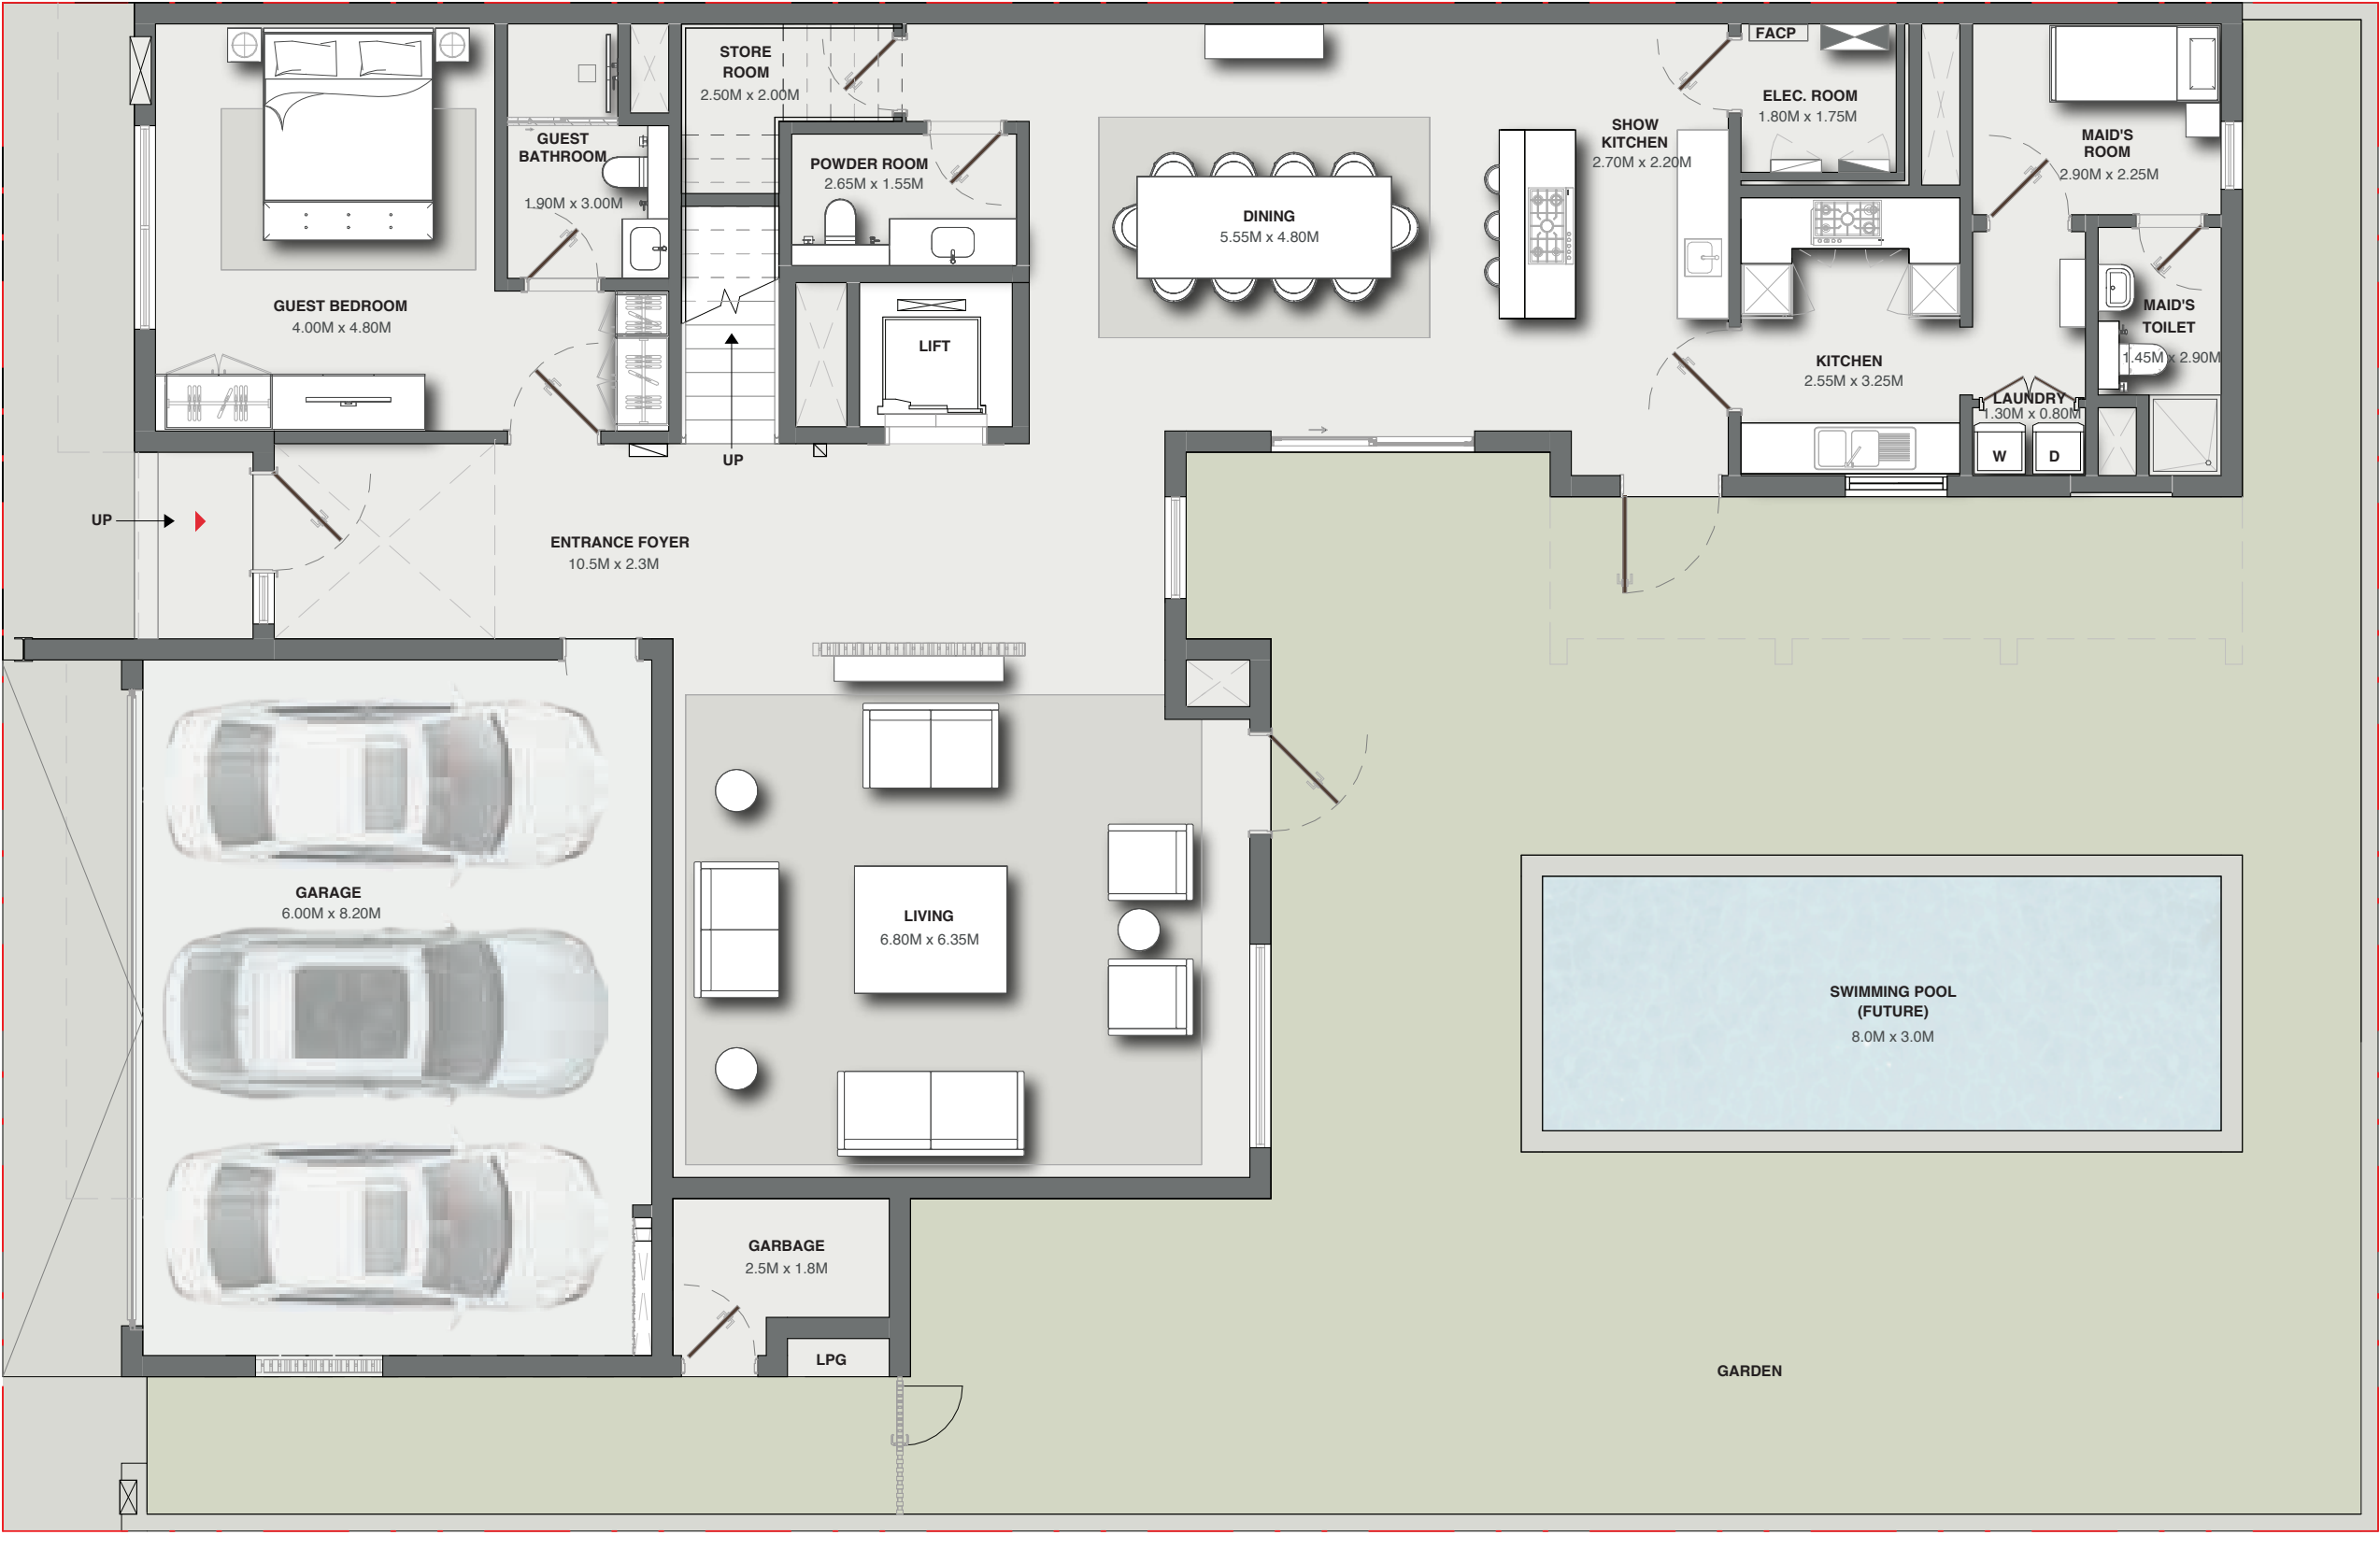 STORE
ROOM
2.50M x 2.00M
FACP
ELEC. ROOM
1.80M x 1.75M
SHOW
KITCHEN
2.70M x 2.20M
MAID'S
ROOM
2.90M x 2.25M
GUEST
BATHROOM
1.90M x 3.00M
POWDER ROOM
2.65M x 1.55M
DINING
5.55M x 4.80M
GUEST BEDROOM
4.00M x 4.80M
LIFT
MAID'S
TOILET
1.45M x 2.90M
KITCHEN
2.55M x 3.25M
LAUNDRY
1.30M x 0.80M
W
D
UP
UP
ENTRANCE FOYER
10.5M x 2.3M
GARAGE
6.00M x 8.20M
LIVING
6.80M x 6.35M
SWIMMING POOL
(FUTURE)
8.0M x 3.0M
GARBAGE
2.5M x 1.8M
LPG
GARDEN